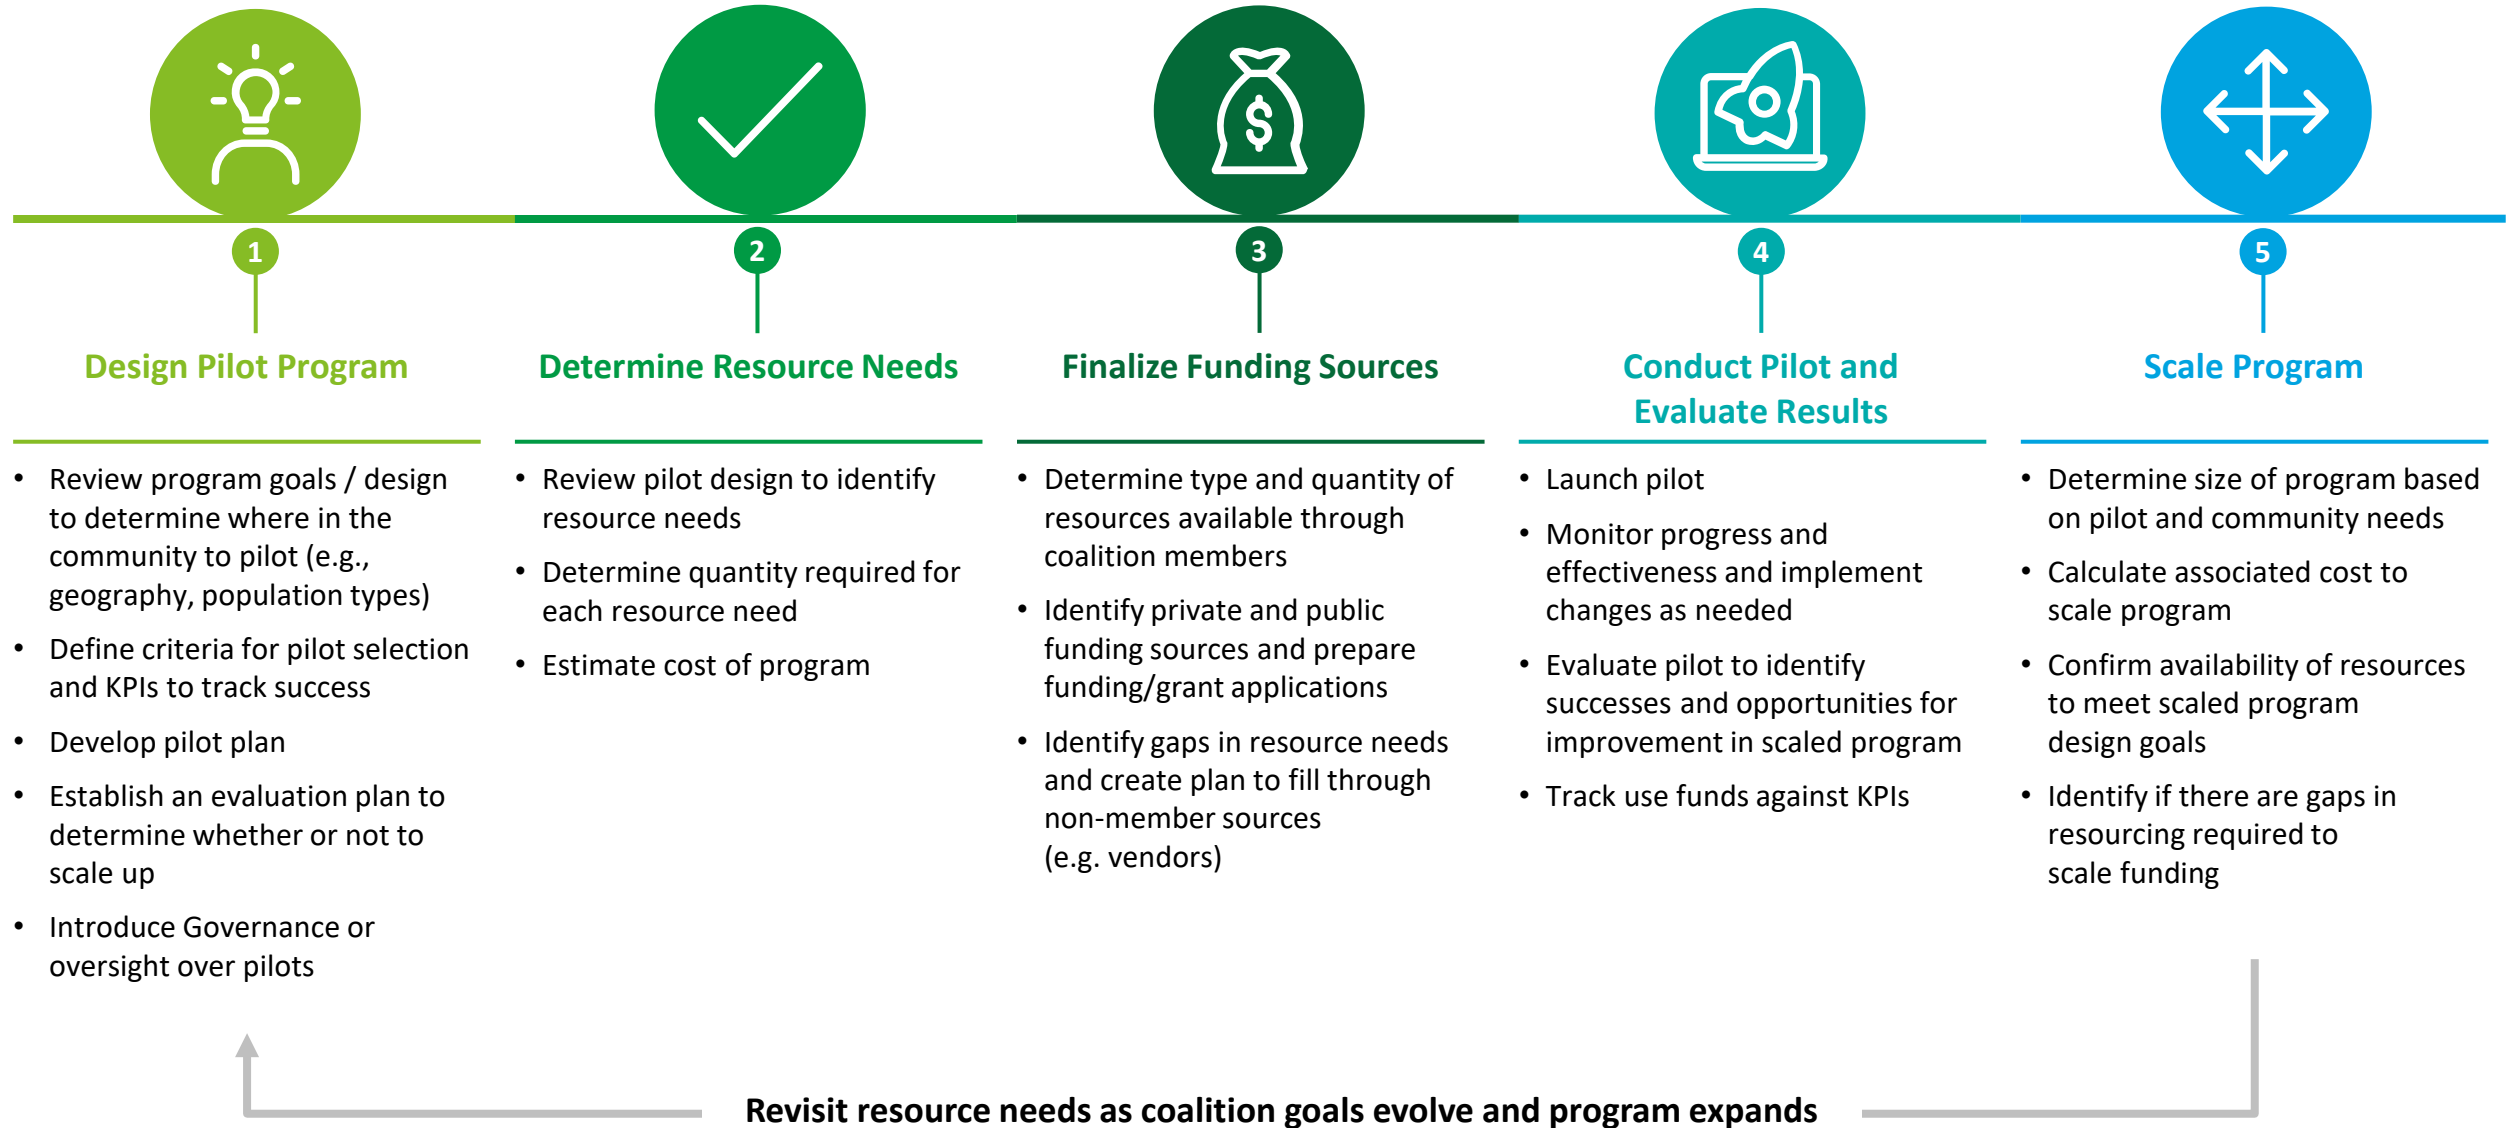 1
Design Pilot Program
• Review program goals / design
to determine where in the
community to pilot (e.g.,
geography, population types)
• Define criteria for pilot selection
and KPIs to track success
• Develop pilot plan
• Establish an evaluation plan to
determine whether or not to
scale up
• Introduce Governance or
oversight over pilots
2
Determine Resource Needs
• Review pilot design to identify
resource needs
• Determine quantity required for
each resource need
• Estimate cost of program
$
3
Finalize Funding Sources
• Determine type and quantity of
resources available through
coalition members
• Identify private and public
funding sources and prepare
funding/grant applications
• Identify gaps in resource needs
and create plan to fill through
non-member sources
(e.g. vendors)
4
Conduct Pilot and
Evaluate Results
• Launch pilot
• Monitor progress and
effectiveness and implement
changes as needed
• Evaluate pilot to identify
successes and opportunities for
improvement in scaled program
• Track use funds against KPIs
5
Scale Program
• Determine size of program based
on pilot and community needs
• Calculate associated cost to
scale program
• Confirm availability of resources
to meet scaled program
design goals
• Identify if there are gaps in
resourcing required to
scale funding
Revisit resource needs as coalition goals evolve and program expands